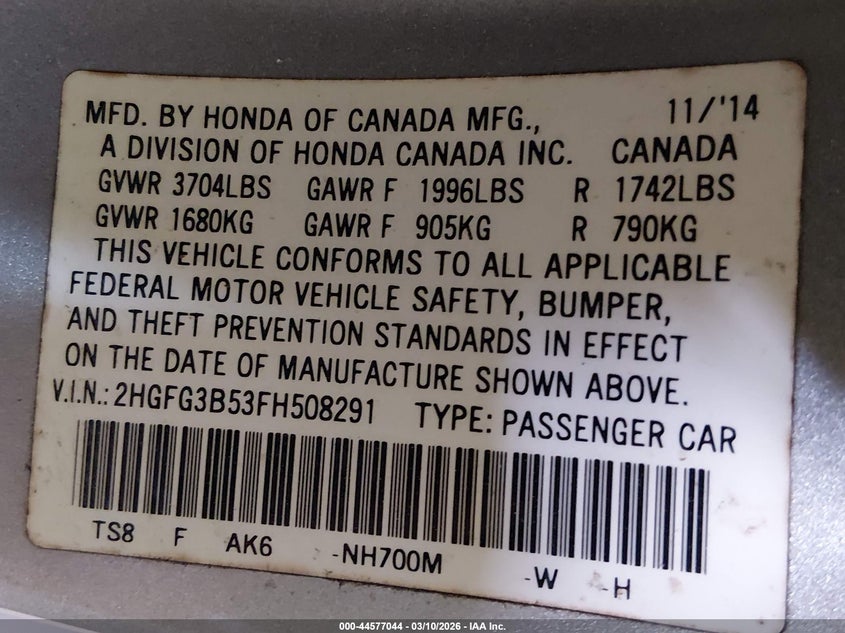 MFD. BY HONDA OF CANADA MFG., 11/'14
A DIVISION OF HONDA CANADA INC. CANADA
GVWR 3704LBS GAWR F 1996LBS R 1742LBS
GVWR 1680KG GAWR F 905KG R 790KG
THIS VEHICLE CONFORMS TO ALL APPLICABLE
FEDERAL MOTOR VEHICLE SAFETY, BUMPER,
AND THEFT PREVENTION STANDARDS IN EFFECT
ON THE DATE OF MANUFACTURE SHOWN ABOVE.
V.I.N.: 2HGFG3B53FH508291 TYPE: PASSENGER CAR
TS8 F AK6 -NH700M -W -H
000-44577044 — 03/10/2026 — IAA Inc.